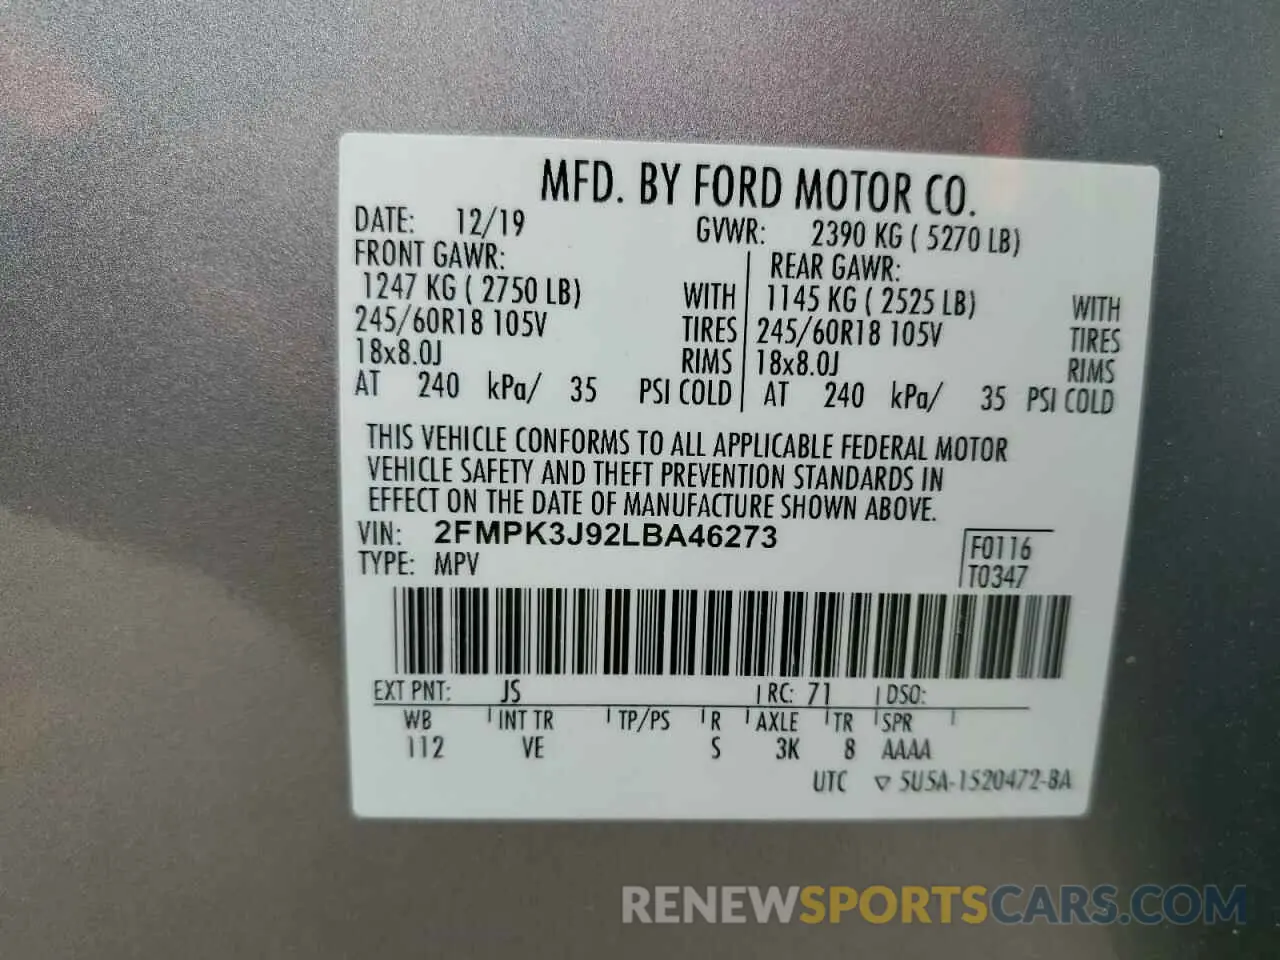 MFD. BY FORD MOTOR CO.
DATE: 12/19 GVWR: 2390 KG ( 5270 LB)
FRONT GAWR: REAR GAWR:
1247 KG ( 2750 LB) WITH 1145 KG ( 2525 LB) WITH
245/60R18 105V TIRES 245/60R18 105V TIRES
18x8.0J RIMS 18x8.0J RIMS
AT 240 kPa/ 35 PSI COLD AT 240 kPa/ 35 PSI COLD
THIS VEHICLE CONFORMS TO ALL APPLICABLE FEDERAL MOTOR
VEHICLE SAFETY AND THEFT PREVENTION STANDARDS IN
EFFECT ON THE DATE OF MANUFACTURE SHOWN ABOVE.
VIN: 2FMPK3J92LBA46273 F0116
TYPE: MPV T0347
EXT PNT: JS RC: 71 DSO:
WB INT TR TP/PS R AXLE TR SPR
112 VE S 3K 8 AAAA
UTC ▽ 5U5A-1520472-BA
RENEWSPORTSCARS.COM